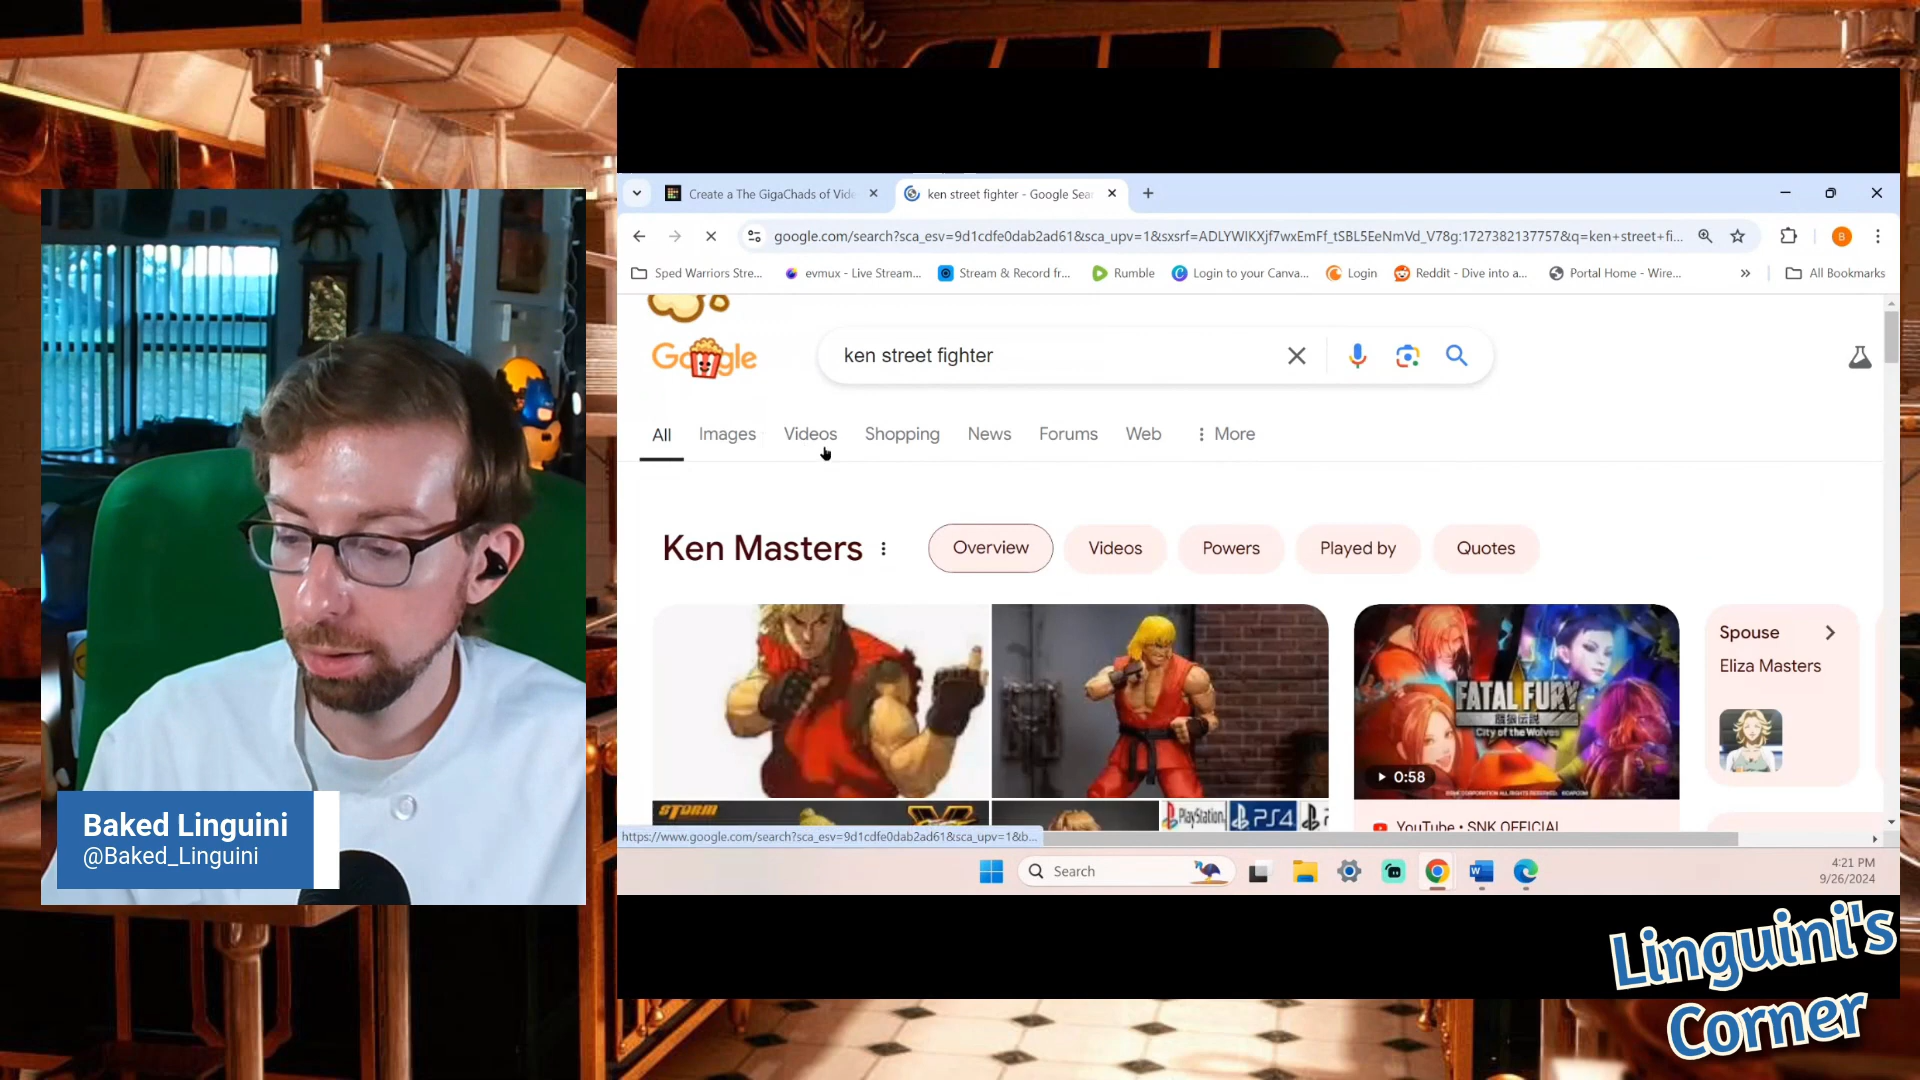 Create a The GigaChads of Vide
ken street fighter - Google Sear
google.com/search?sca_esv=9d1cdfe0dab2ad61&sca_upv=1&sxsrf=ADLYWIKXjf7wxEmFf_tSBL5EeNmVd_V78g:1727382137757&q=ken+street+fi...
Sped Warriors Stre...
evmux - Live Stream...
Stream & Record fr...
Rumble
Login to your Canva...
Login
Reddit - Dive into a...
Portal Home - Wire...
»
All Bookmarks
Google
ken street fighter
All
Images
Videos
Shopping
News
Forums
Web
More
Ken Masters
Overview
Videos
Powers
Played by
Quotes
FATAL FURY
City of the Wolves
0:58
Spouse
Eliza Masters
STORM
V
PlayStation
PS4
YouTube • SNK OFFICIAL
https://www.google.com/search?sca_esv=9d1cdfe0dab2ad61&sca_upv=1&b...
Search
4:21 PM
9/26/2024
Baked Linguini
@Baked_Linguini
Linguini's
Corner